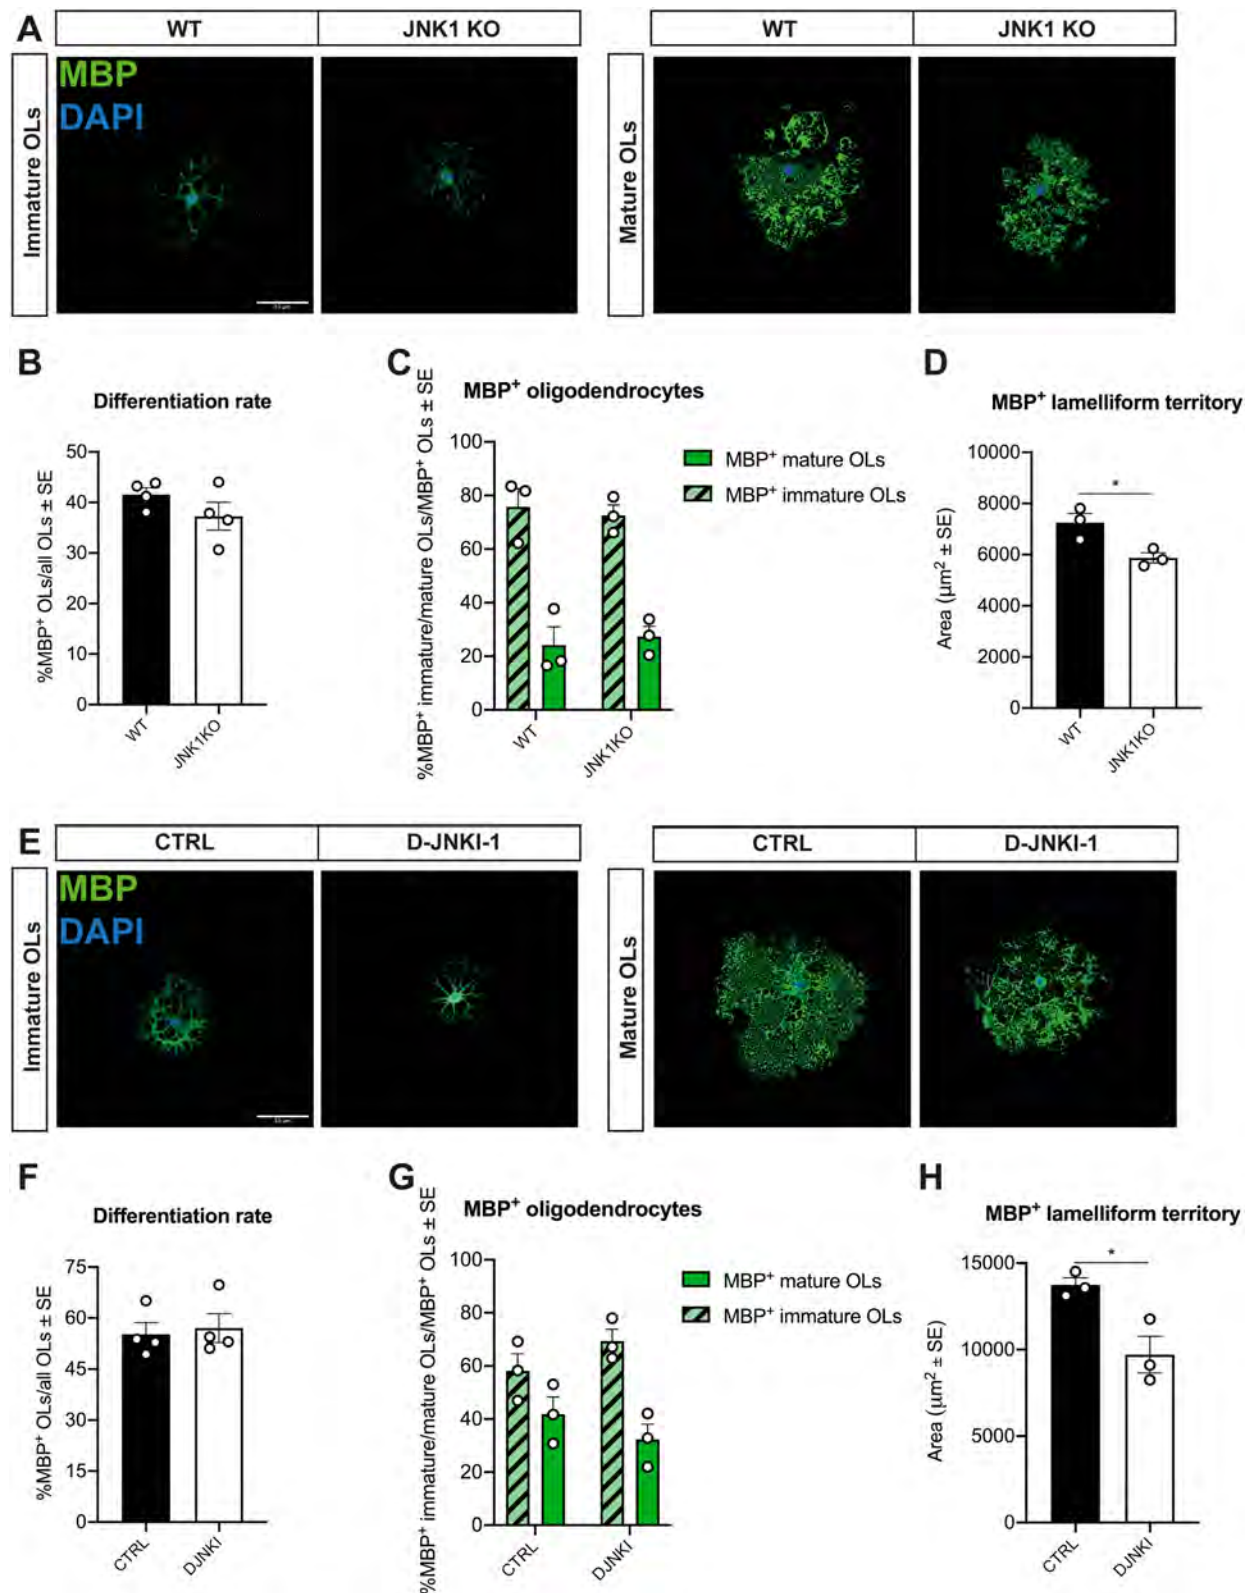 A
WT
JNK1 KO
WT
JNK1 KO
Immature OLs
MBP
DAPI
Mature OLs
B
Differentiation rate
%MBP+ OLs/all OLs ± SE
50
40
30
20
10
0
WT
JNK1KO
C
MBP+ oligodendrocytes
%MBP+ immature/mature OLs/MBP+ OLs ± SE
100
80
60
40
20
0
WT
JNK1KO
MBP+ mature OLs
MBP+ immature OLs
D
MBP+ lamelliform territory
Area (µm² ± SE)
10000
8000
6000
4000
2000
0
*
WT
JNK1KO
E
CTRL
D-JNKI-1
CTRL
D-JNKI-1
Immature OLs
MBP
DAPI
Mature OLs
F
Differentiation rate
%MBP+ OLs/all OLs ± SE
75
60
45
30
15
0
CTRL
DJNKI
G
MBP+ oligodendrocytes
%MBP+ immature/mature OLs/MBP+ OLs ± SE
100
80
60
40
20
0
CTRL
DJNKI
MBP+ mature OLs
MBP+ immature OLs
H
MBP+ lamelliform territory
Area (µm² ± SE)
15000
10000
5000
0
*
CTRL
DJNKI